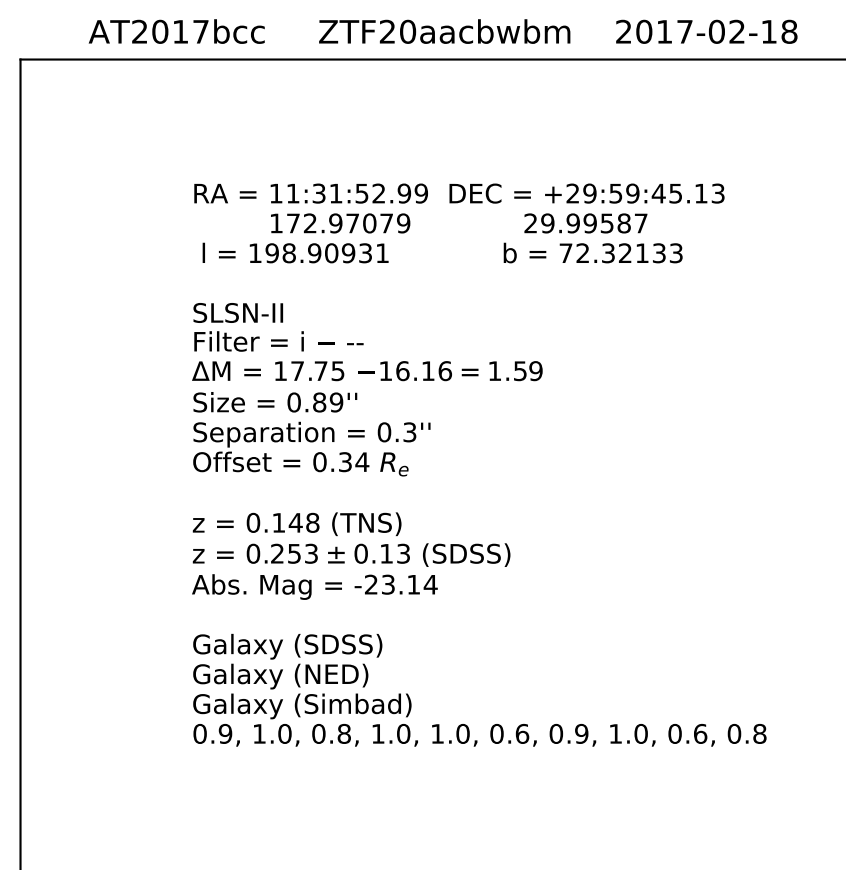 AT2017bcc ZTF20aacbwbm 2017-02-18
RA = 11:31:52.99 DEC = +29:59:45.13
172.97079 29.99587
l = 198.90931 b = 72.32133
SLSN-II
Filter = i − --
ΔM = 17.75 −16.16 = 1.59
Size = 0.89''
Separation = 0.3''
Offset = 0.34 Rₑ
z = 0.148 (TNS)
z = 0.253 ± 0.13 (SDSS)
Abs. Mag = -23.14
Galaxy (SDSS)
Galaxy (NED)
Galaxy (Simbad)
0.9, 1.0, 0.8, 1.0, 1.0, 0.6, 0.9, 1.0, 0.6, 0.8